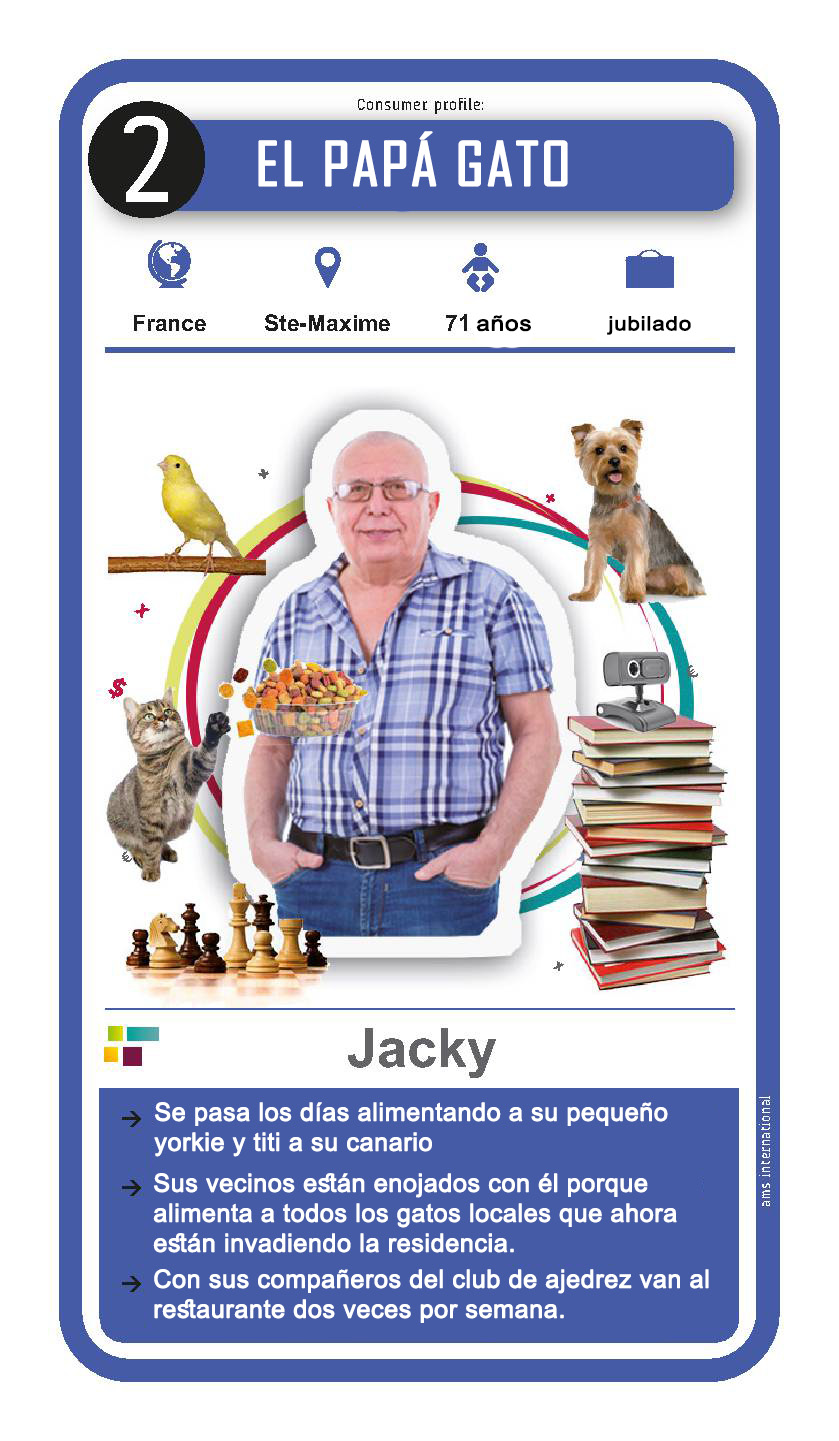 Consumer profile:
2
EL PAPÁ GATO
France
Ste-Maxime
71 años
jubilado
Jacky
Se pasa los días alimentando a su pequeño
yorkie y titi a su canario
Sus vecinos están enojados con él porque
alimenta a todos los gatos locales que ahora
están invadiendo la residencia.
Con sus compañeros del club de ajedrez van al
restaurante dos veces por semana.
ams international